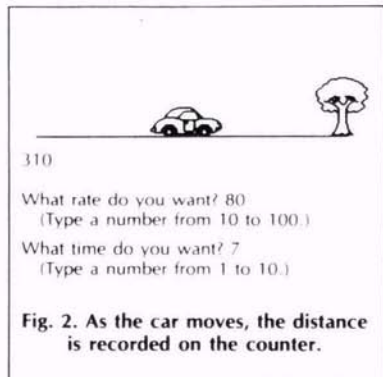 310
What rate do you want? 80
(Type a number from 10 to 100.)
What time do you want? 7
(Type a number from 1 to 10.)
Fig. 2. As the car moves, the distance
is recorded on the counter.